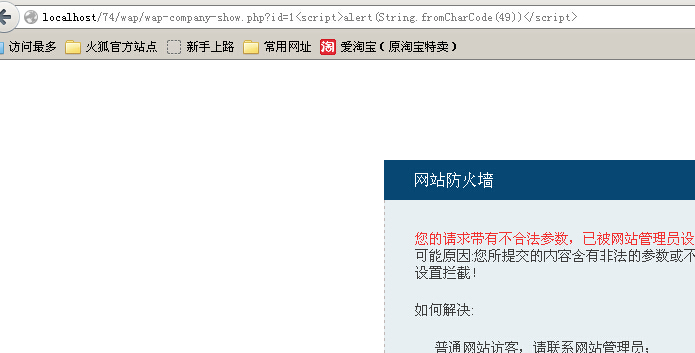 localhost/74/wap/wap-company-show.php?id=1<script>alert(String.fromCharCode(49))</script>
访问最多 火狐官方站点 新手上路 常用网址 淘 爱淘宝（原淘宝特卖）
网站防火墙
您的请求带有不合法参数，已被网站管理员设
可能原因:您所提交的内容含有非法的参数或不
设置拦截！
如何解决:
普通网站访客，请联系网站管理员；